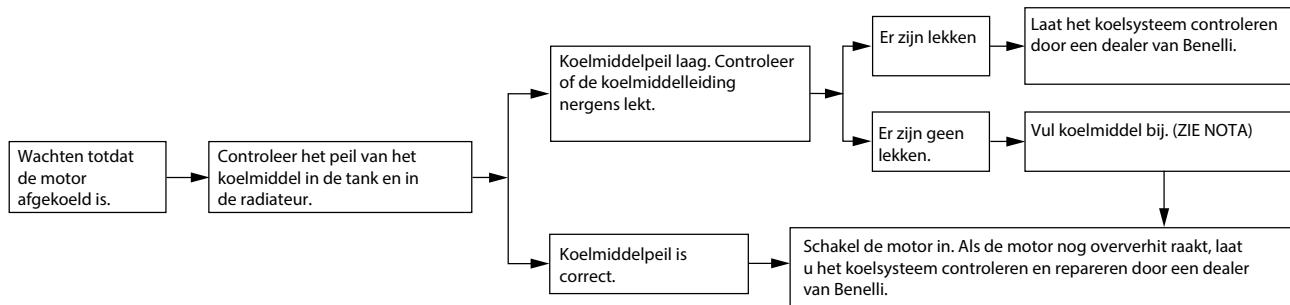 Wachten totdat
de motor
afgekoeld is.
Controleer het peil van het
koelmiddel in de tank en in
de radiateur.
Koelmiddelpeil laag. Controleer
of de koelmiddelleiding
nergens lekt.
Er zijn lekken
Laat het koelsysteem controleren
door een dealer van Benelli.
Er zijn geen
lekken.
Vul koelmiddel bij. (ZIE NOTA)
Koelmiddelpeil is
correct.
Schakel de motor in. Als de motor nog oververhit raakt, laat
u het koelsysteem controleren en repareren door een dealer
van Benelli.